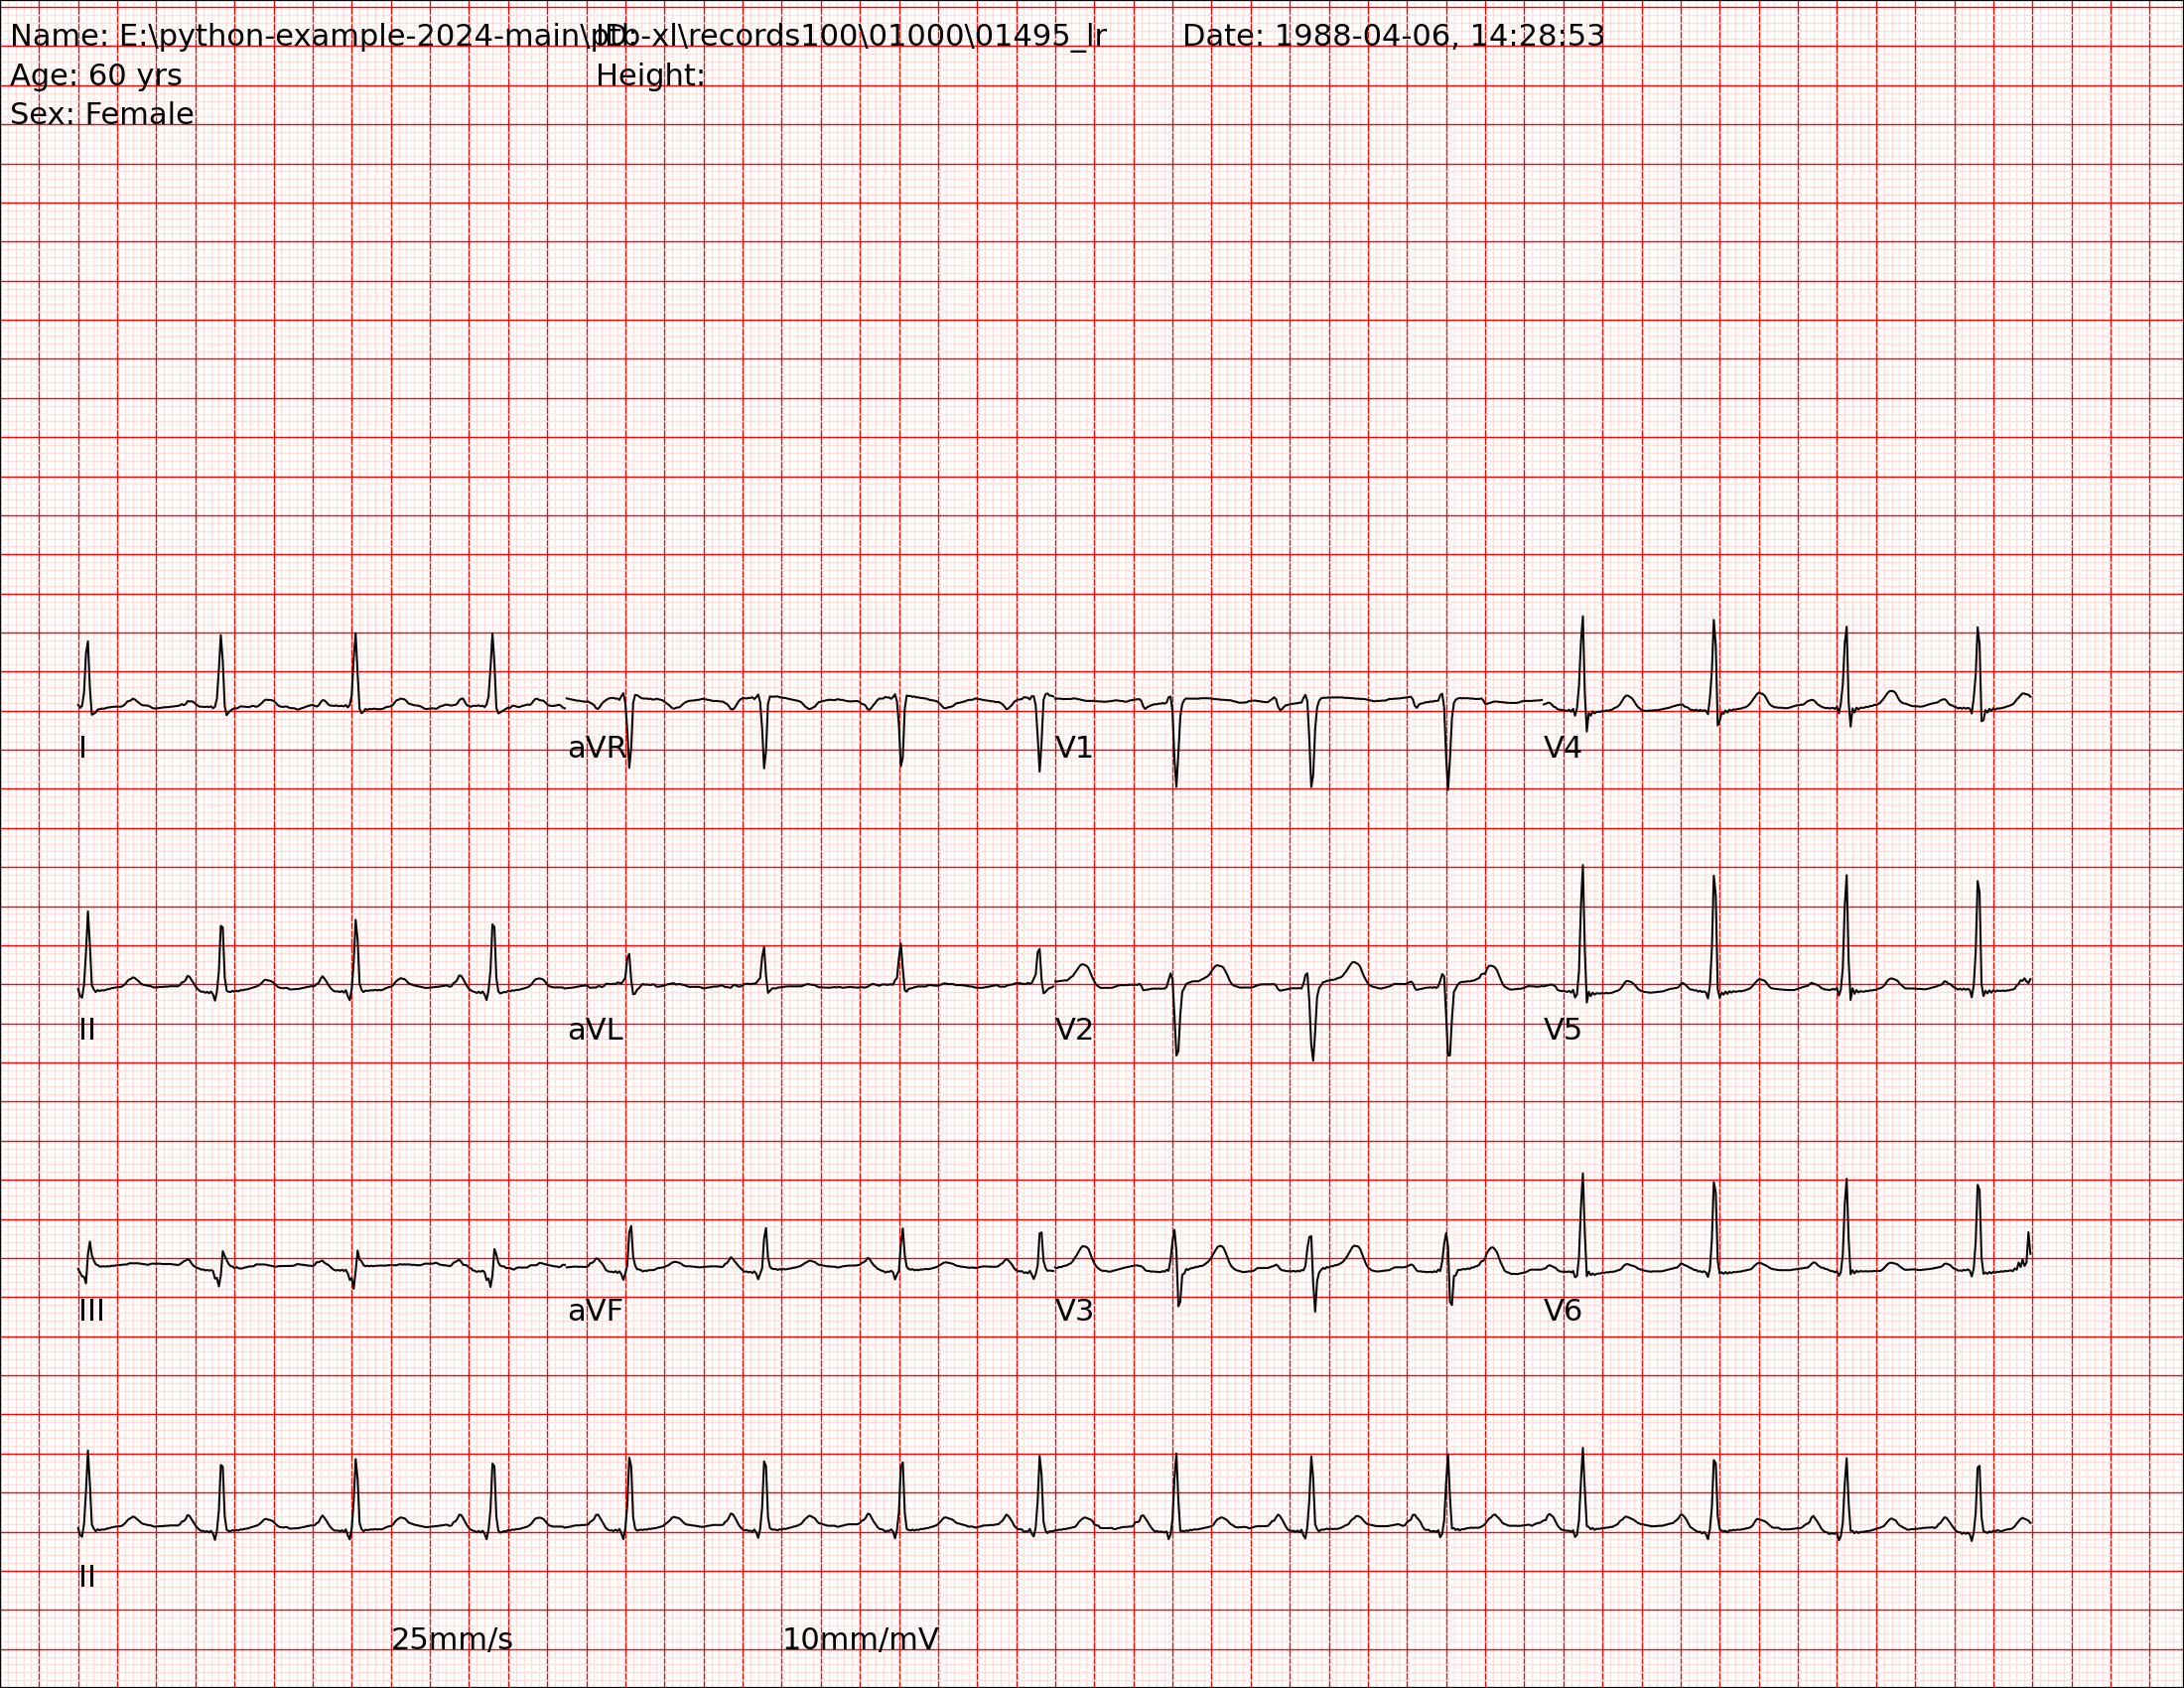 Name: E:\python-example-2024-main\ptb-xl\records100\01000\01495_lr ID: Date: 1988-04-06, 14:28:53
Age: 60 yrs Height:
Sex: Female
I aVR V1 V4
II aVL V2 V5
III aVF V3 V6
II
25mm/s 10mm/mV